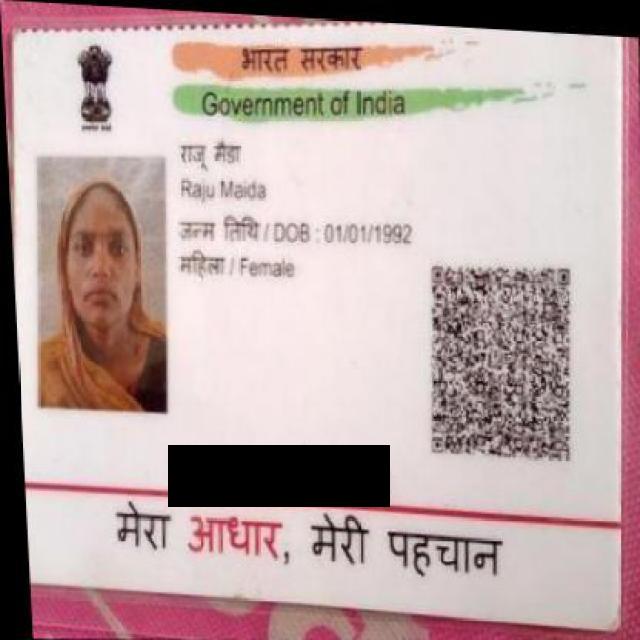 भारत सरकार
Government of India
राजू मैडा
Raju Maida
जन्म तिथि / DOB : 01/01/1992
महिला / Female
मेरा आधार, मेरी पहचान